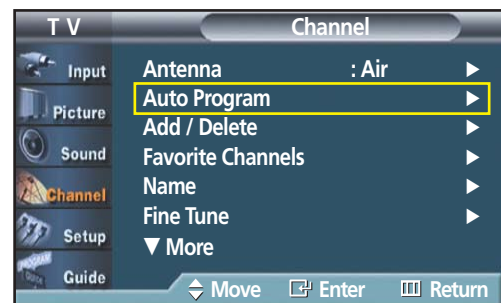 T V
Channel
Input
Picture
Sound
Channel
Setup
Guide
Antenna : Air ►
Auto Program ►
Add / Delete ►
Favorite Channels ►
Name ►
Fine Tune ►
▼ More
Move Enter Return